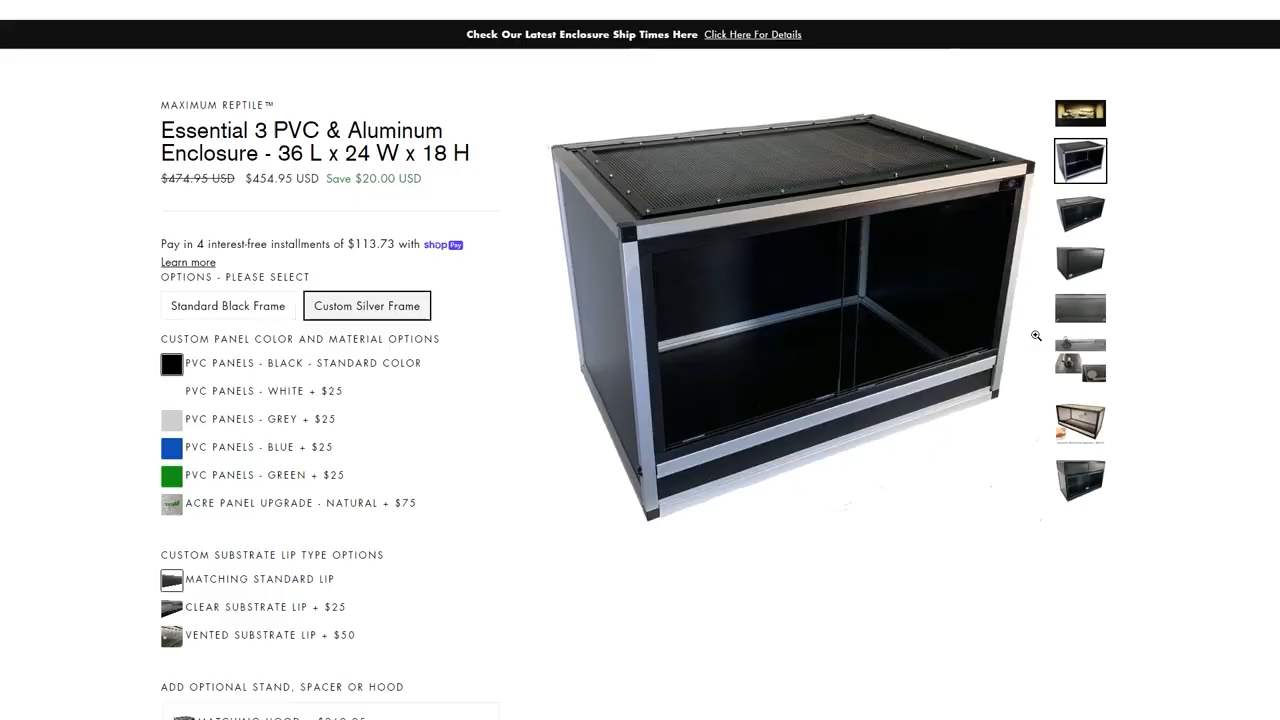 Check Our Latest Enclosure Ship Times Here Click Here For Details
MAXIMUM REPTILE™
Essential 3 PVC & Aluminum
Enclosure - 36 L x 24 W x 18 H
$474.95 USD $454.95 USD Save $20.00 USD
Pay in 4 interest-free installments of $113.73 with shop Pay
Learn more
OPTIONS - PLEASE SELECT
Standard Black Frame Custom Silver Frame
CUSTOM PANEL COLOR AND MATERIAL OPTIONS
PVC PANELS - BLACK - STANDARD COLOR
PVC PANELS - WHITE + $25
PVC PANELS - GREY + $25
PVC PANELS - BLUE + $25
PVC PANELS - GREEN + $25
ACRE PANEL UPGRADE - NATURAL + $75
CUSTOM SUBSTRATE LIP TYPE OPTIONS
MATCHING STANDARD LIP
CLEAR SUBSTRATE LIP + $25
VENTED SUBSTRATE LIP + $50
ADD OPTIONAL STAND, SPACER OR HOOD
MATCHING HOOD